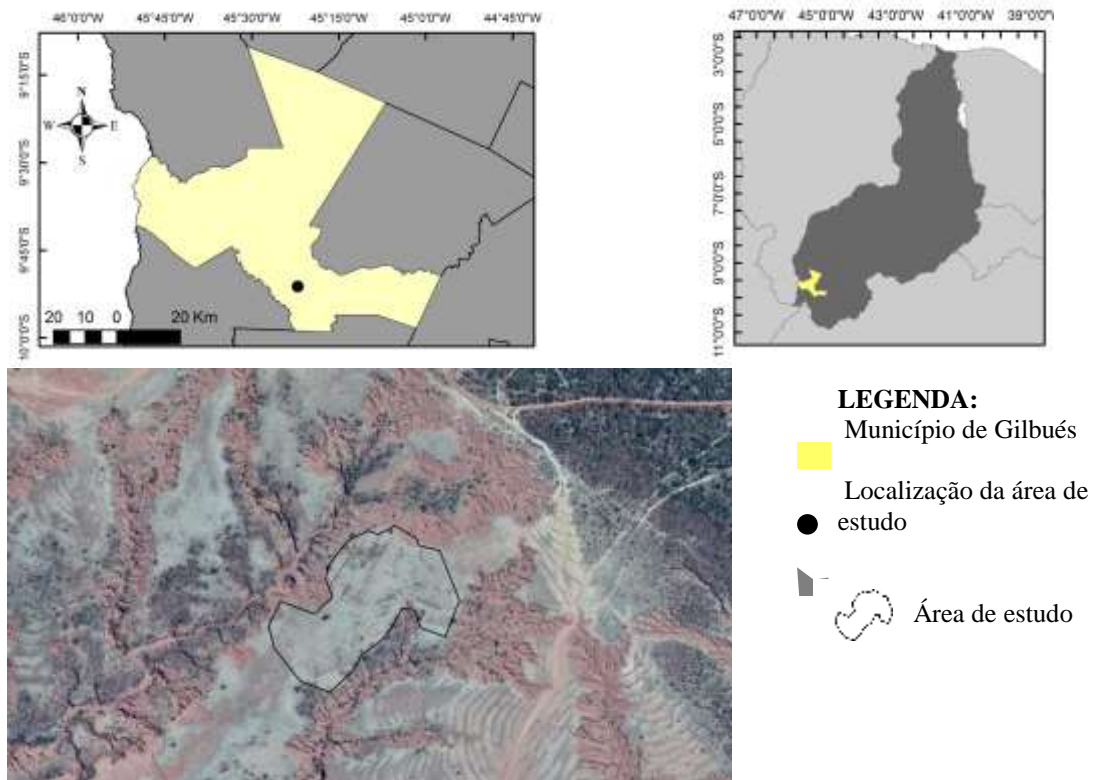 46°0'0"W 45°45'0"W 45°30'0"W 45°15'0"W 45°0'0"W 44°45'0"W
9°15'0"S
9°30'0"S
9°45'0"S
10°0'0"S
N
W E
S
20 10 0 20 Km
47°0'0"W 45°0'0"W 43°0'0"W 41°0'0"W 39°0'0"
3°0'0"S
5°0'0"S
7°0'0"S
9°0'0"S
11°0'0"S
LEGENDA:
Município de Gilbués
Localização da área de
estudo
Área de estudo